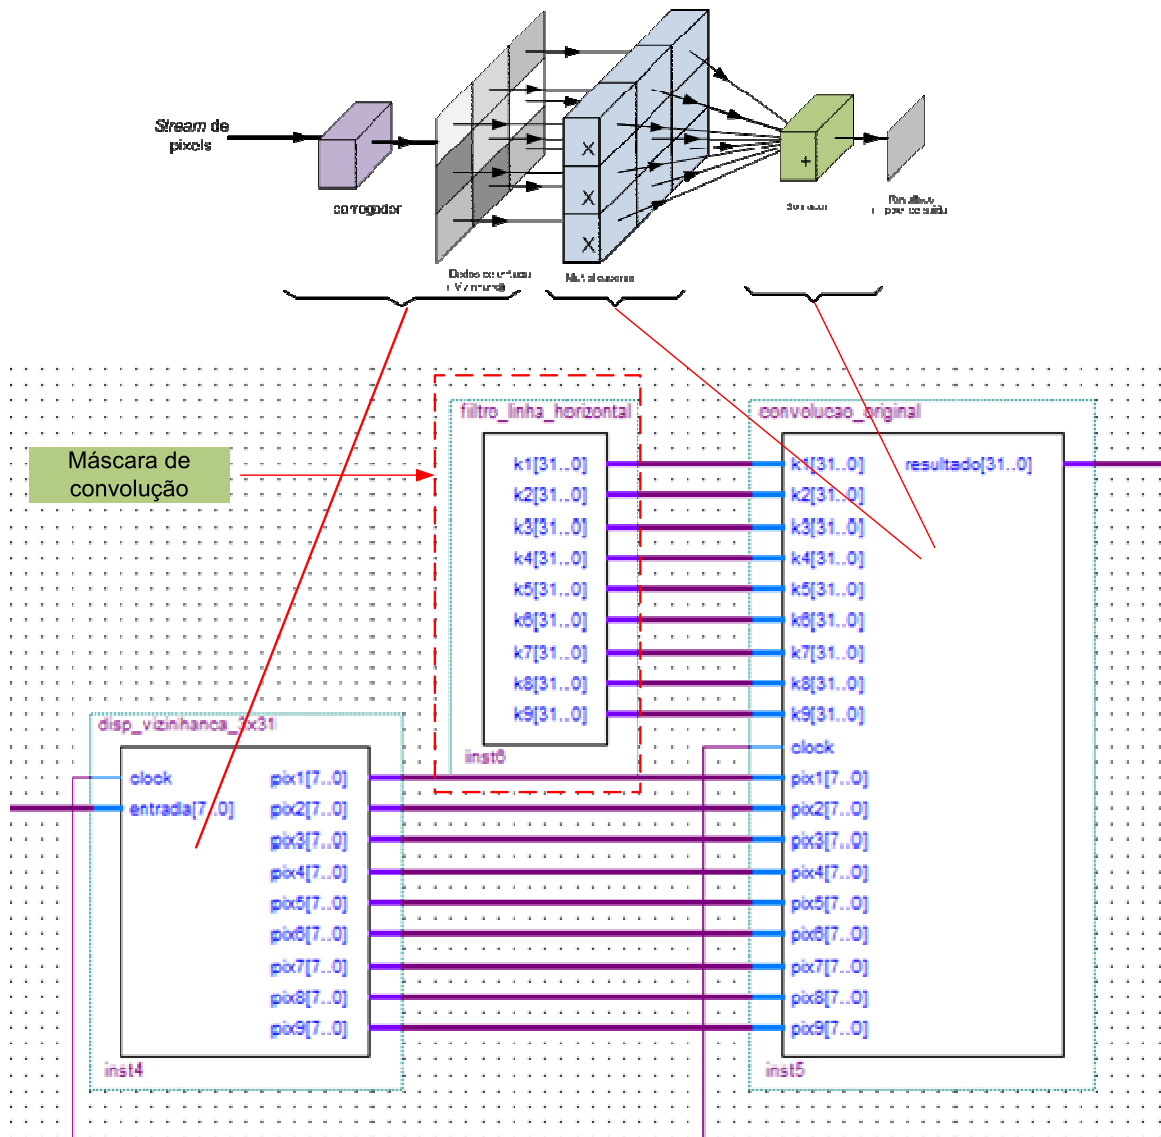 Stream de
pixels
carregador
X
X
X
+
Máscara de
convolução
filtro_linha_horizontal
k1[31..0]
k2[31..0]
k3[31..0]
k4[31..0]
k5[31..0]
k6[31..0]
k7[31..0]
k8[31..0]
k9[31..0]
inst6
convolucao_original
k1[31..0]
resultado[31..0]
k2[31..0]
k3[31..0]
k4[31..0]
k5[31..0]
k6[31..0]
k7[31..0]
k8[31..0]
k9[31..0]
clock
pix1[7..0]
pix2[7..0]
pix3[7..0]
pix4[7..0]
pix5[7..0]
pix6[7..0]
pix7[7..0]
pix8[7..0]
pix9[7..0]
inst5
disp_vizinhanca_3x31
clock
entrada[7..0]
pix1[7..0]
pix2[7..0]
pix3[7..0]
pix4[7..0]
pix5[7..0]
pix6[7..0]
pix7[7..0]
pix8[7..0]
pix9[7..0]
inst4